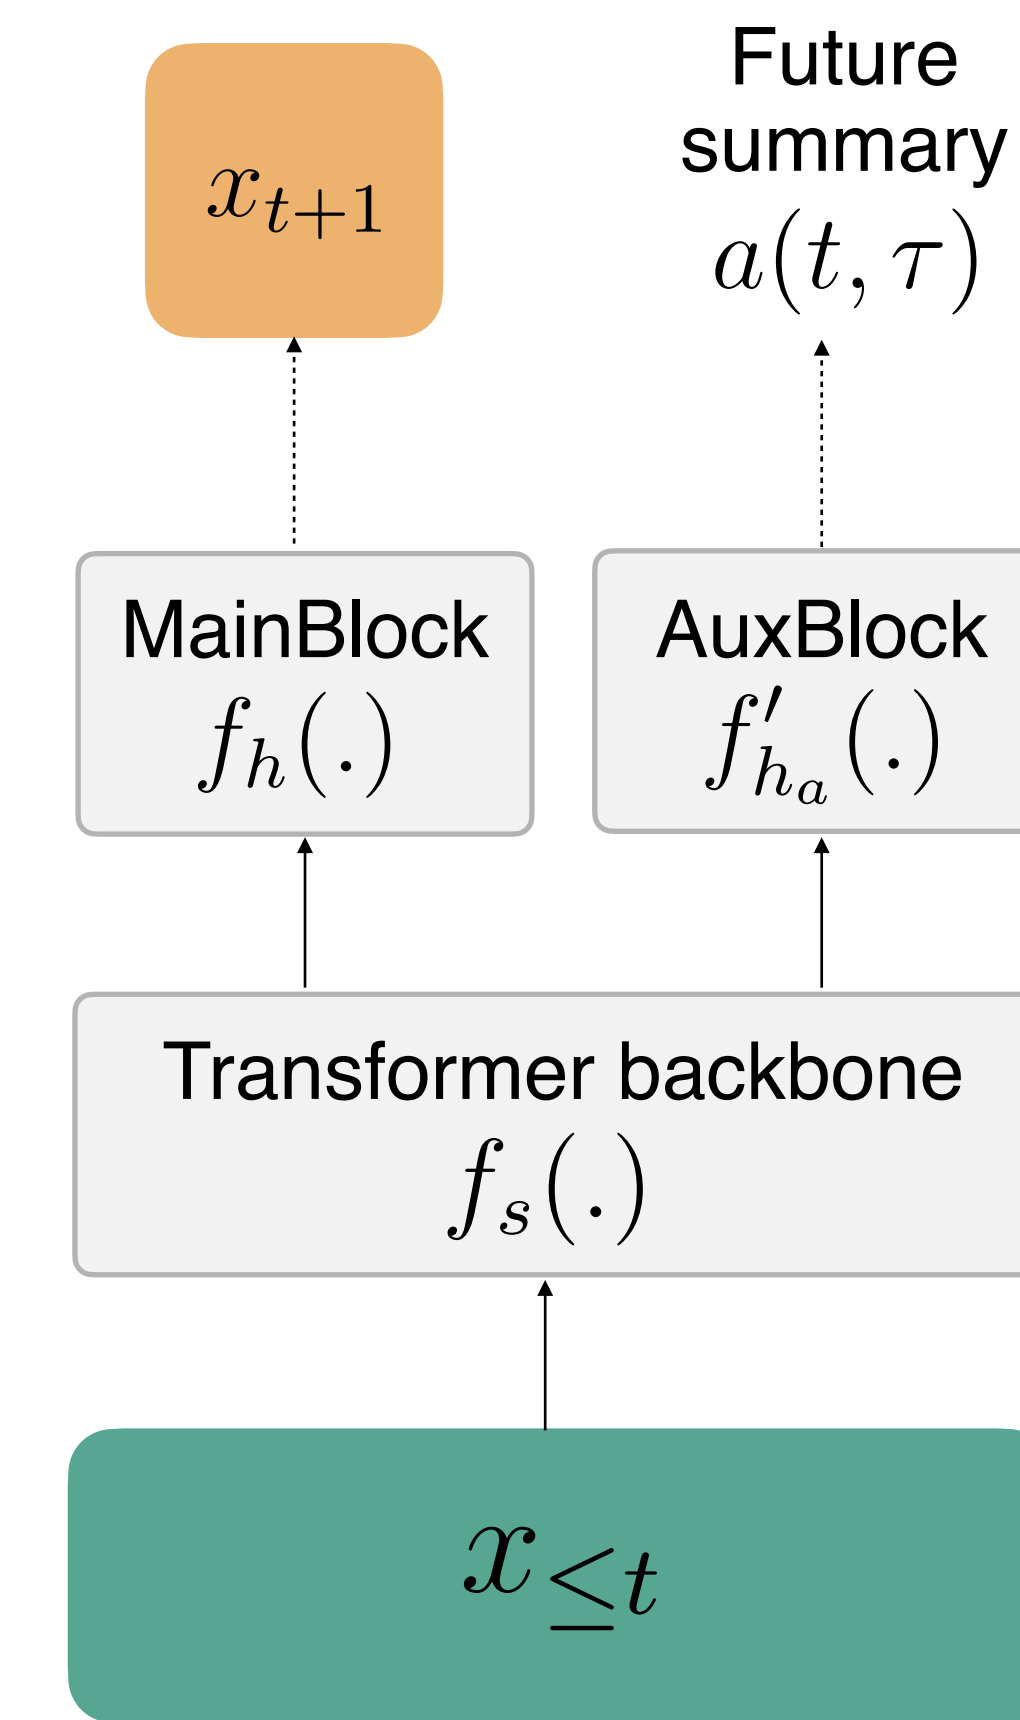 x_{t+1}
Future
summary
a(t, τ)
MainBlock
f_h(.)
AuxBlock
f'_{h_a}(.)
Transformer backbone
f_s(.)
x_{≤t}